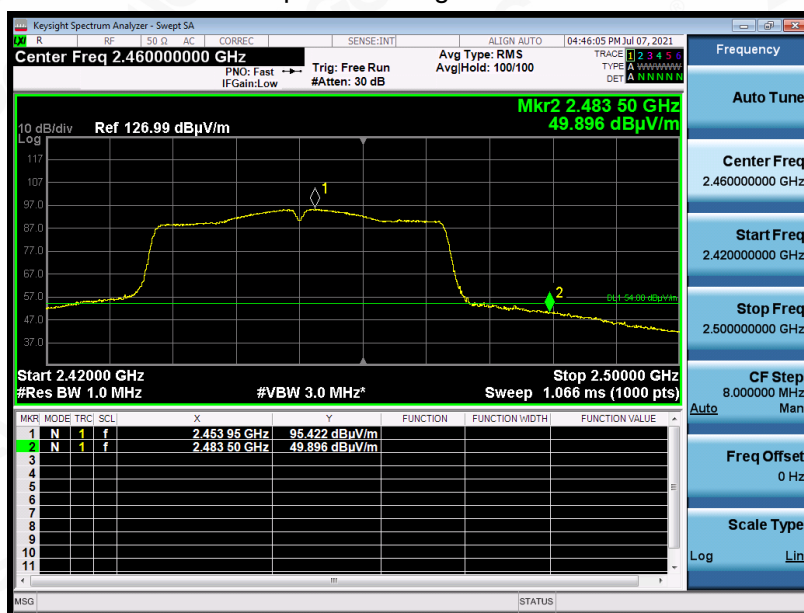 Keysight Spectrum Analyzer - Swept SA
LXI R RF 50 Ω AC CORREC SENSE:INT ALIGN AUTO 04:46:05 PM Jul 07, 2021
Center Freq 2.460000000 GHz
PNO: Fast
IFGain:Low
Trig: Free Run
#Atten: 30 dB
Avg Type: RMS
Avg|Hold: 100/100
TRACE 1 2 3 4 5 6
TYPE A WWWWW
DET A N N N N N
Mkr2 2.483 50 GHz
49.896 dBµV/m
10 dB/div Ref 126.99 dBµV/m
Log
117
107
97.0
87.0
77.0
67.0
57.0
47.0
37.0
1
2
DL1 54.00 dBµV/m
Start 2.42000 GHz Stop 2.50000 GHz
#Res BW 1.0 MHz #VBW 3.0 MHz* Sweep 1.066 ms (1000 pts)
MKR MODE TRC SCL X Y FUNCTION FUNCTION WIDTH FUNCTION VALUE
1 N 1 f 2.453 95 GHz 95.422 dBµV/m
2 N 1 f 2.483 50 GHz 49.896 dBµV/m
3
4
5
6
7
8
9
10
11
MSG STATUS
Frequency
Auto Tune
Center Freq
2.460000000 GHz
Start Freq
2.420000000 GHz
Stop Freq
2.500000000 GHz
CF Step
8.000000 MHz
Auto Man
Freq Offset
0 Hz
Scale Type
Log Lin